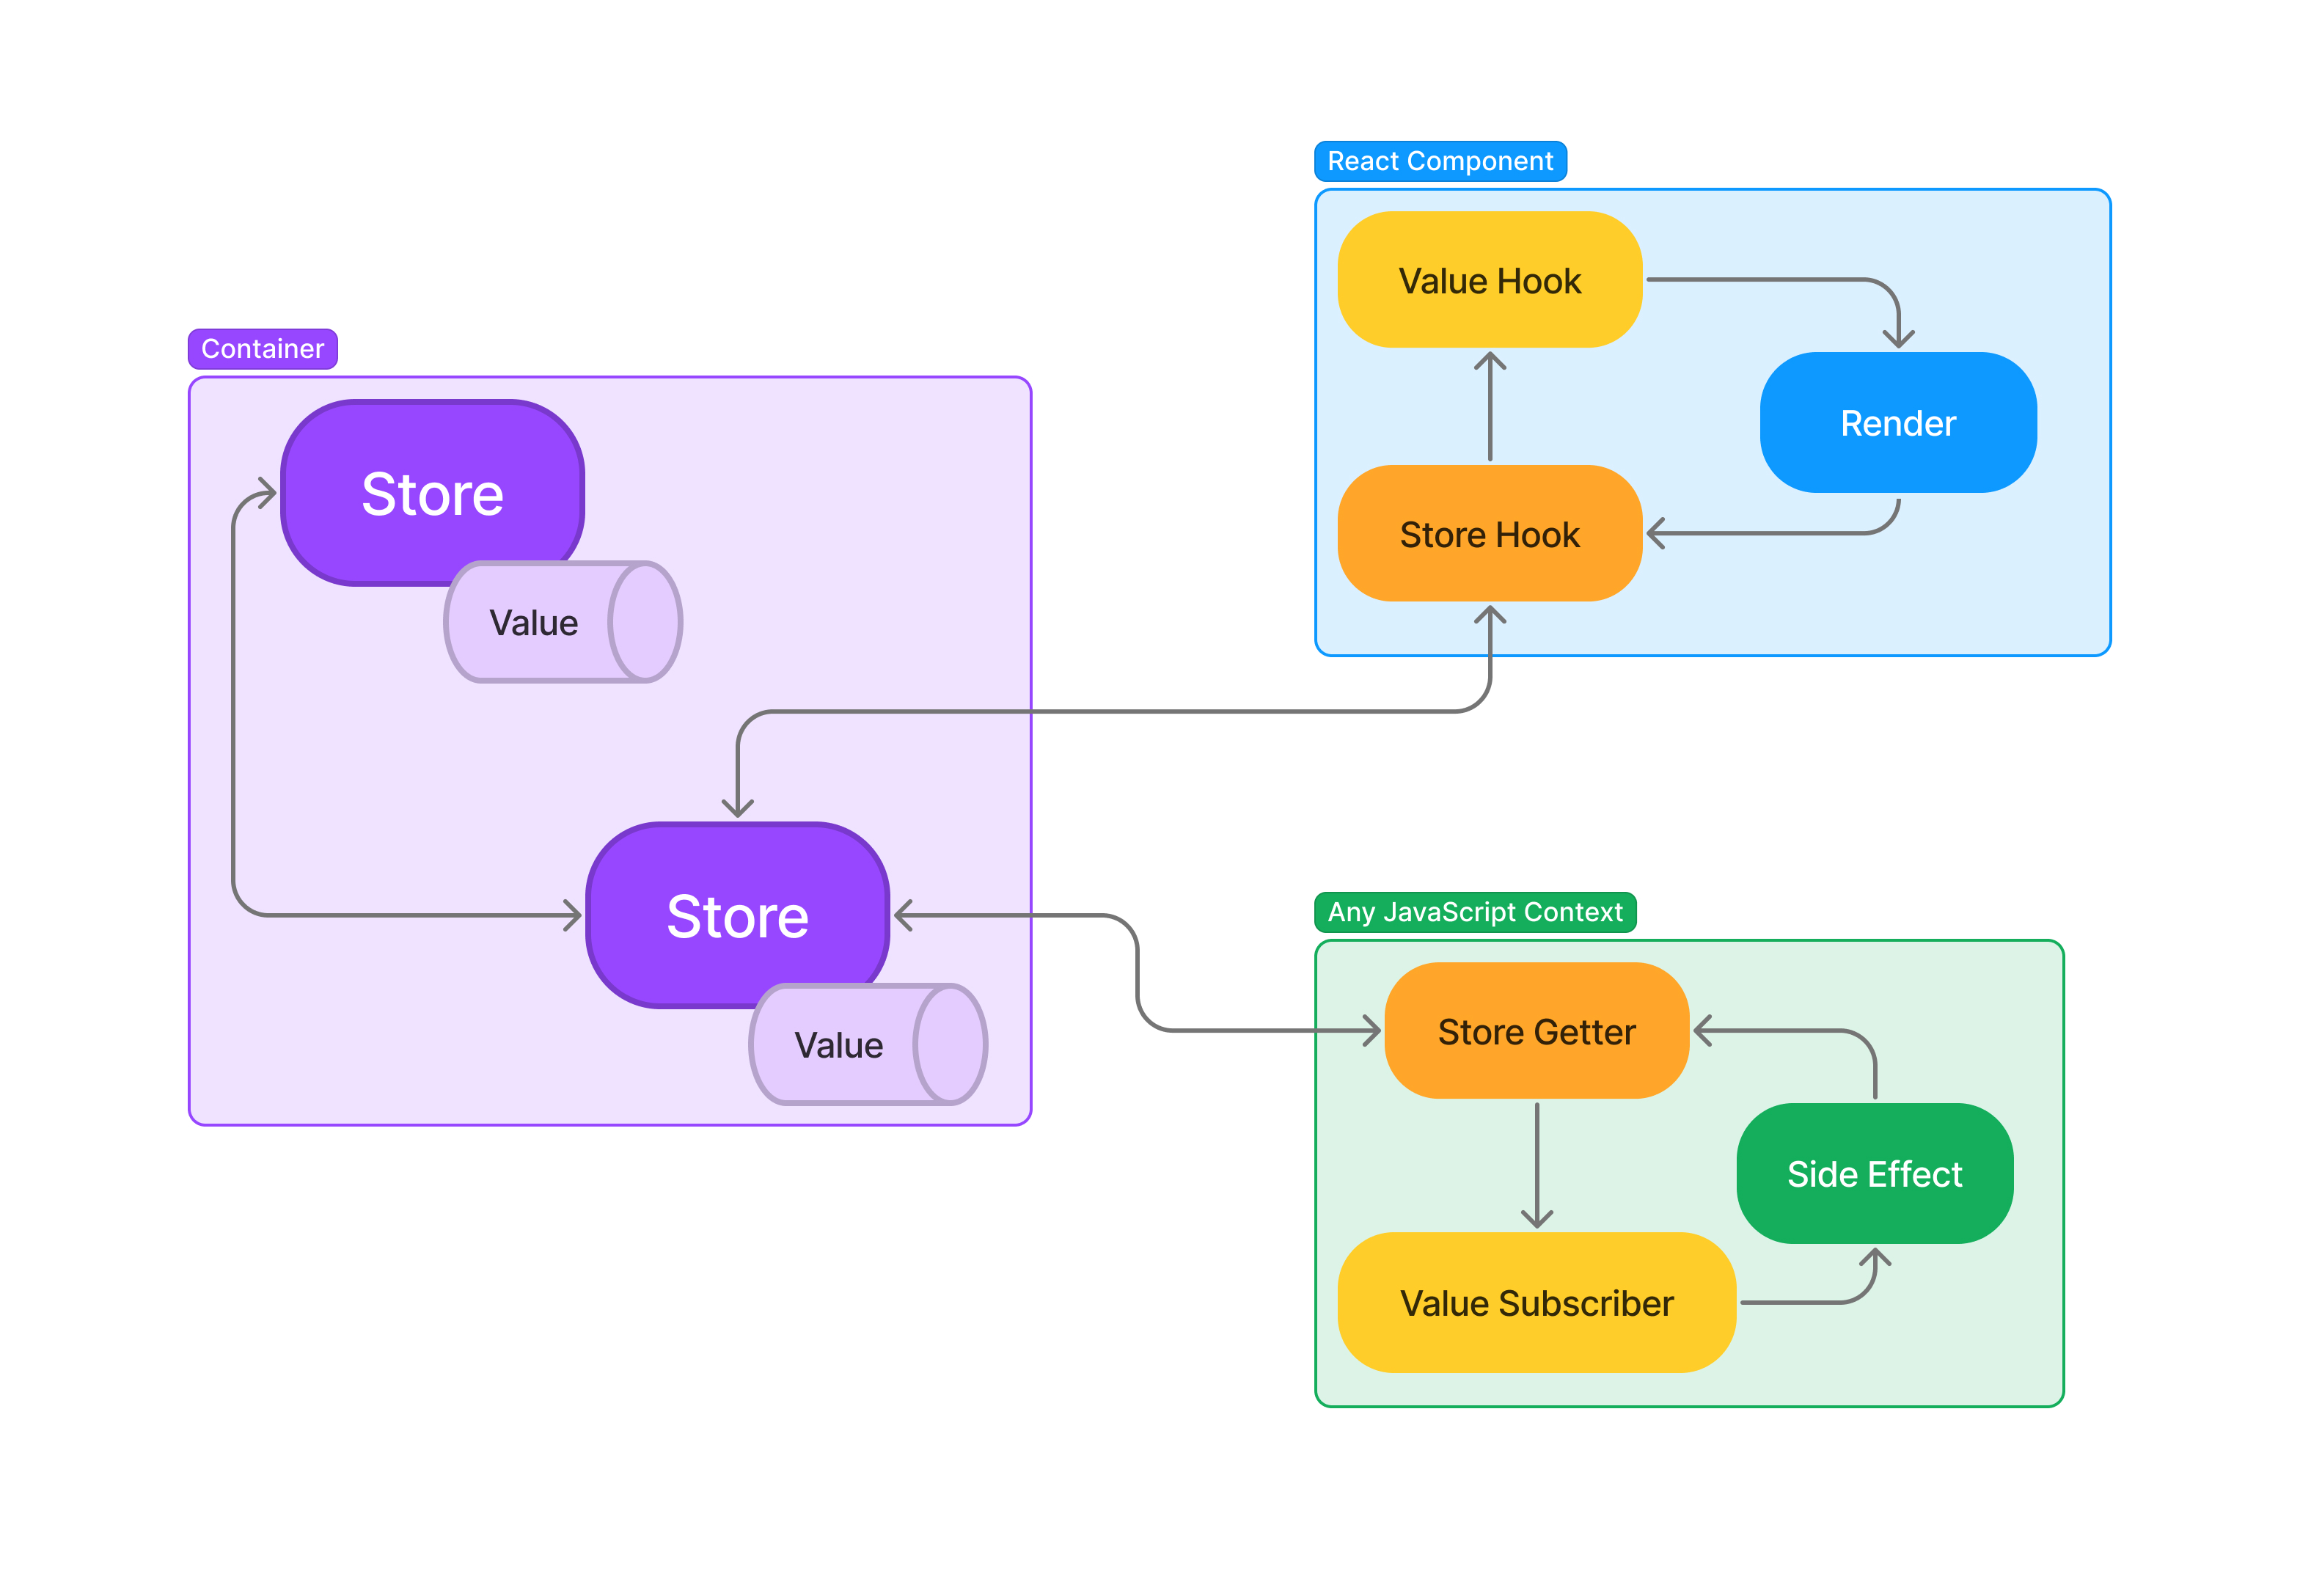 React Component
Value Hook
Render
Store Hook
Container
Store
Value
Store
Value
Any JavaScript Context
Store Getter
Side Effect
Value Subscriber